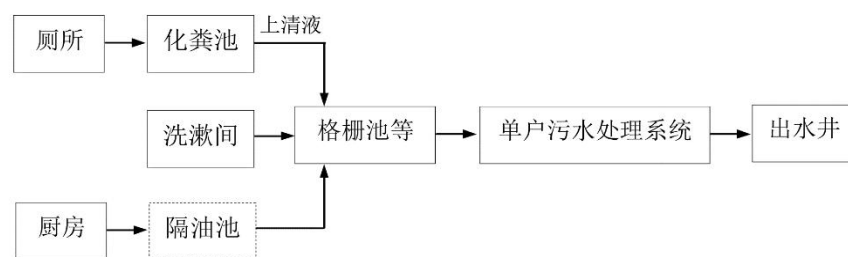 厕所
化粪池
上清液
洗漱间
格栅池等
单户污水处理系统
出水井
厨房
隔油池